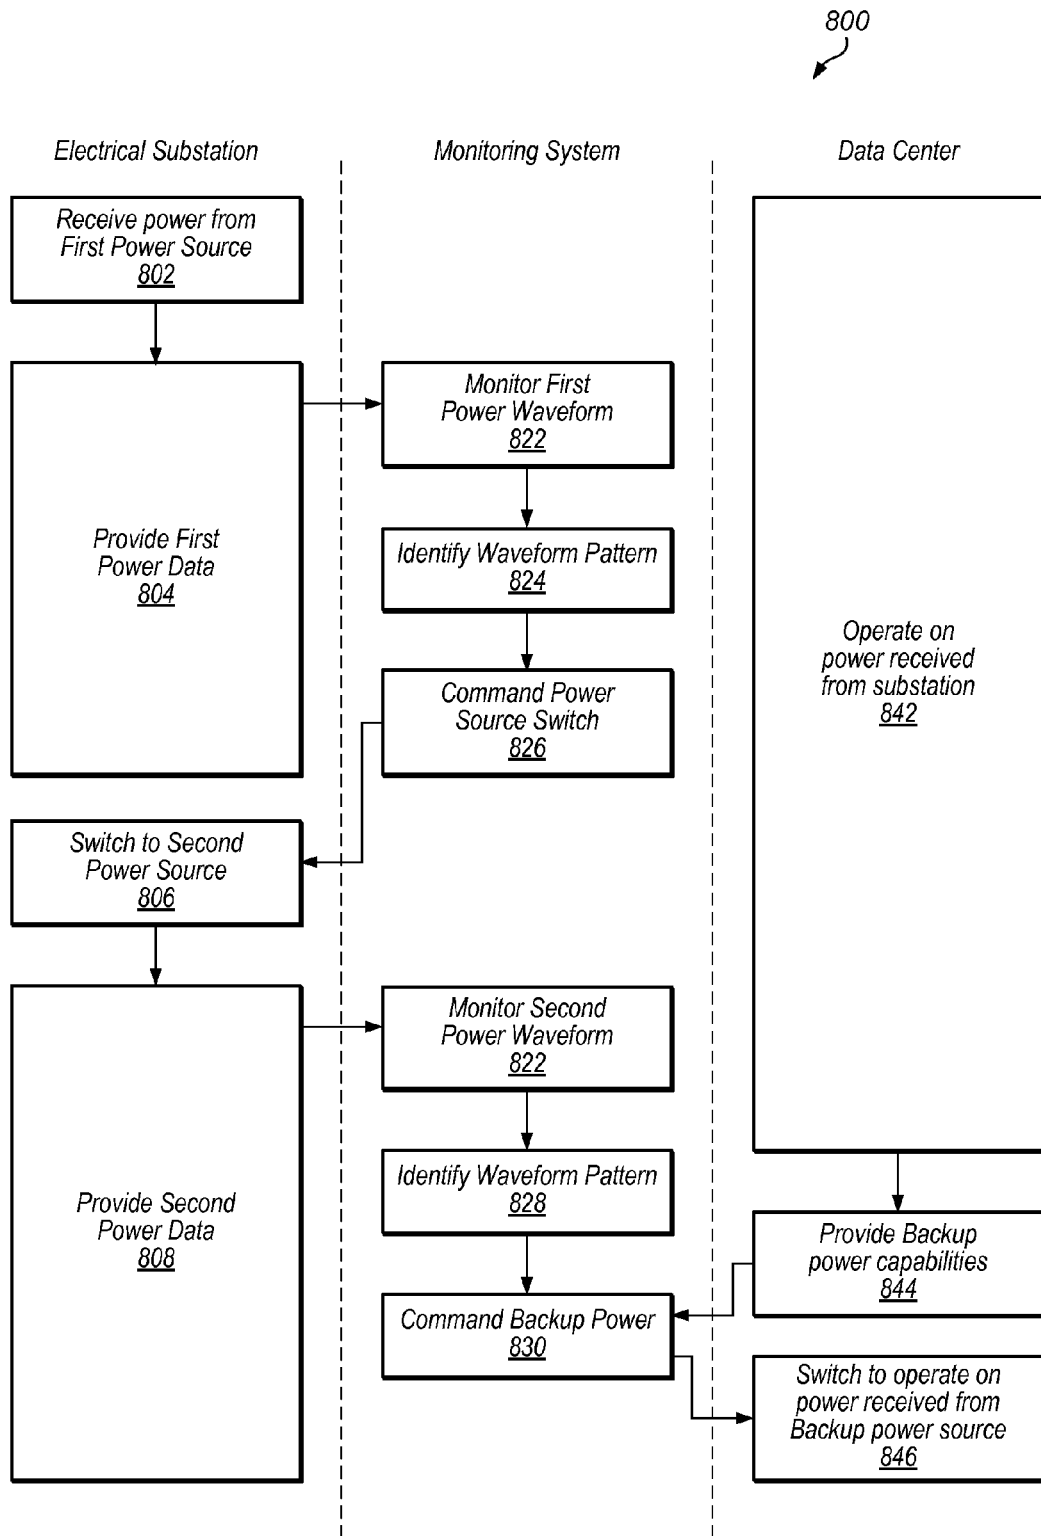 800
Electrical Substation
Monitoring System
Data Center
Receive power from
First Power Source
802
Provide First
Power Data
804
Switch to Second
Power Source
806
Provide Second
Power Data
808
Monitor First
Power Waveform
822
Identify Waveform Pattern
824
Command Power
Source Switch
826
Monitor Second
Power Waveform
822
Identify Waveform Pattern
828
Command Backup Power
830
Operate on
power received
from substation
842
Provide Backup
power capabilities
844
Switch to operate on
power received from
Backup power source
846